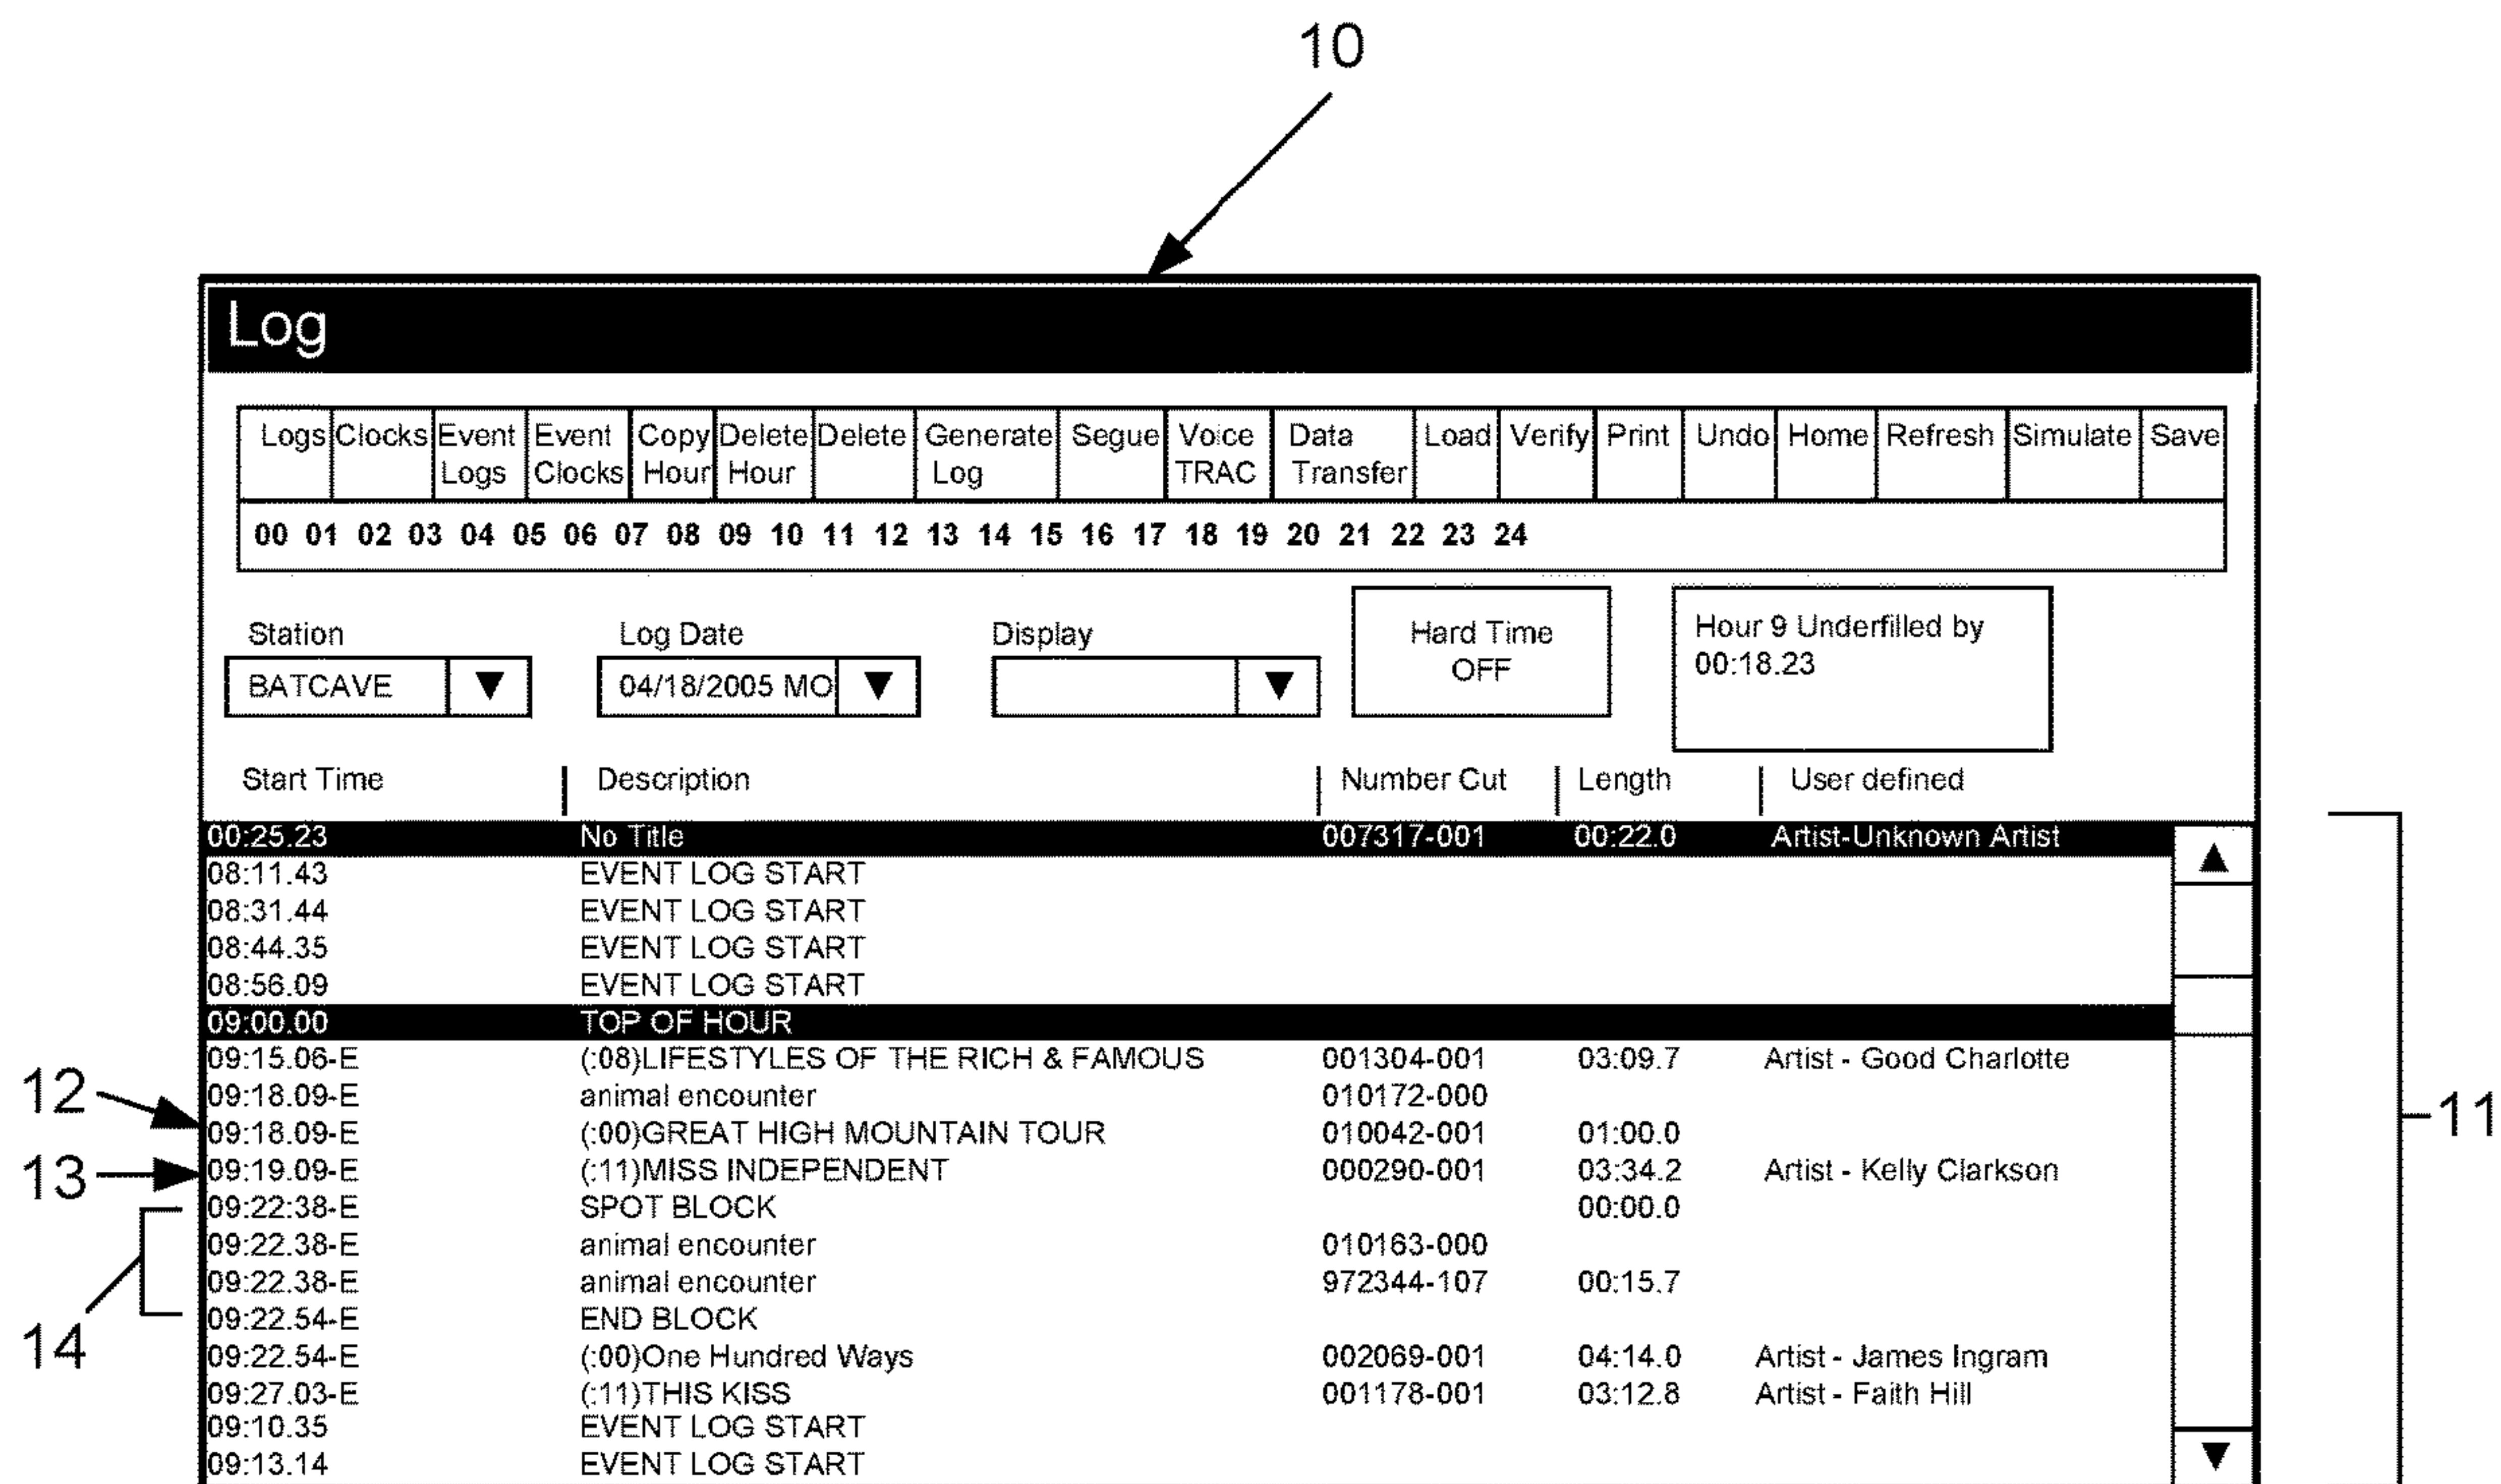 10
Log
Logs Clocks Event Logs Event Clocks Copy Hour Delete Hour Delete Generate Log Segue Voice TRAC Data Transfer Load Verify Print Undo Home Refresh Simulate Save
00 01 02 03 04 05 06 07 08 09 10 11 12 13 14 15 16 17 18 19 20 21 22 23 24
Station Log Date Display Hard Time OFF Hour 9 Underfilled by 00:18.23
BATCAVE 04/18/2005 MO
Start Time Description Number Cut Length User defined
00:25.23 No Title 007317-001 00:22.0 Artist-Unknown Artist
08:11.43 EVENT LOG START
08:31.44 EVENT LOG START
08:44.35 EVENT LOG START
08:56.09 EVENT LOG START
09:00.00 TOP OF HOUR
09:15.06-E (:08)LIFESTYLES OF THE RICH & FAMOUS 001304-001 03:09.7 Artist - Good Charlotte
09:18.09-E animal encounter 010172-000
12 09:18.09-E (:00)GREAT HIGH MOUNTAIN TOUR 010042-001 01:00.0 11
13 09:19.09-E (:11)MISS INDEPENDENT 000290-001 03:34.2 Artist - Kelly Clarkson
09:22:38-E SPOT BLOCK 00:00.0
09:22.38-E animal encounter 010163-000
09:22.38-E animal encounter 972344-107 00:15.7
09:22.54-E END BLOCK
14 09:22.54-E (:00)One Hundred Ways 002069-001 04:14.0 Artist - James Ingram
09:27.03-E (:11)THIS KISS 001178-001 03:12.8 Artist - Faith Hill
09:10.35 EVENT LOG START
09:13.14 EVENT LOG START